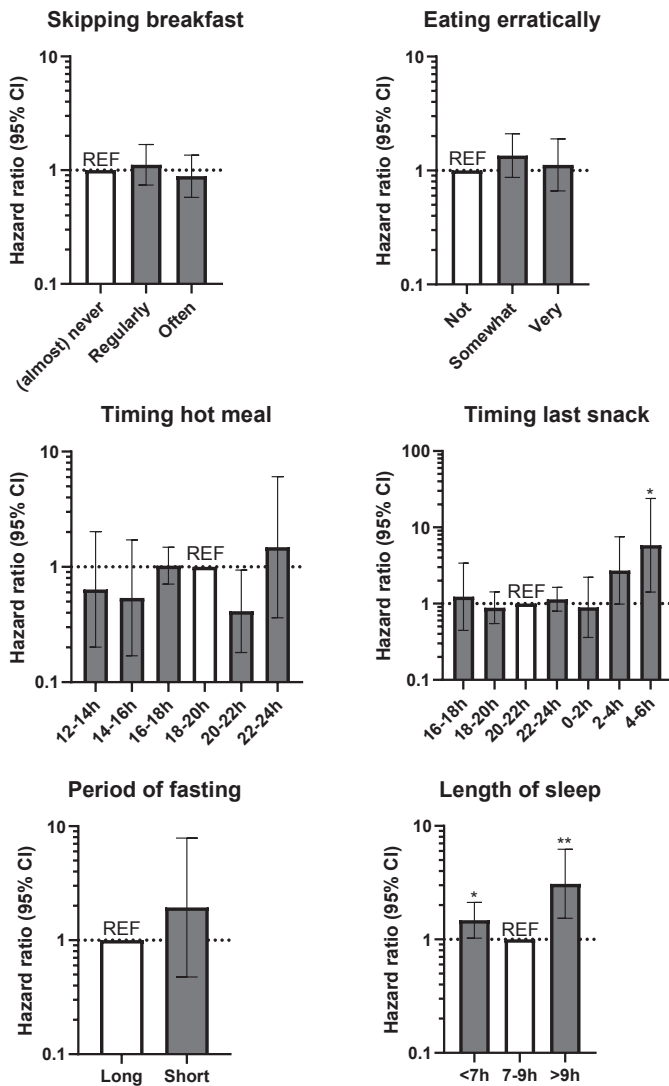 Skipping breakfast
Hazard ratio (95% CI)
10
1
0.1
REF
(almost) never
Regularly
Often
Eating erratically
Hazard ratio (95% CI)
10
1
0.1
REF
Not
Somewhat
Very
Timing hot meal
Hazard ratio (95% CI)
10
1
0.1
REF
12-14h
14-16h
16-18h
18-20h
20-22h
22-24h
Timing last snack
Hazard ratio (95% CI)
100
10
1
0.1
REF
*
16-18h
18-20h
20-22h
22-24h
0-2h
2-4h
4-6h
Period of fasting
Hazard ratio (95% CI)
10
1
0.1
REF
Long Short
Length of sleep
Hazard ratio (95% CI)
10
1
0.1
*
REF
**
<7h 7-9h >9h